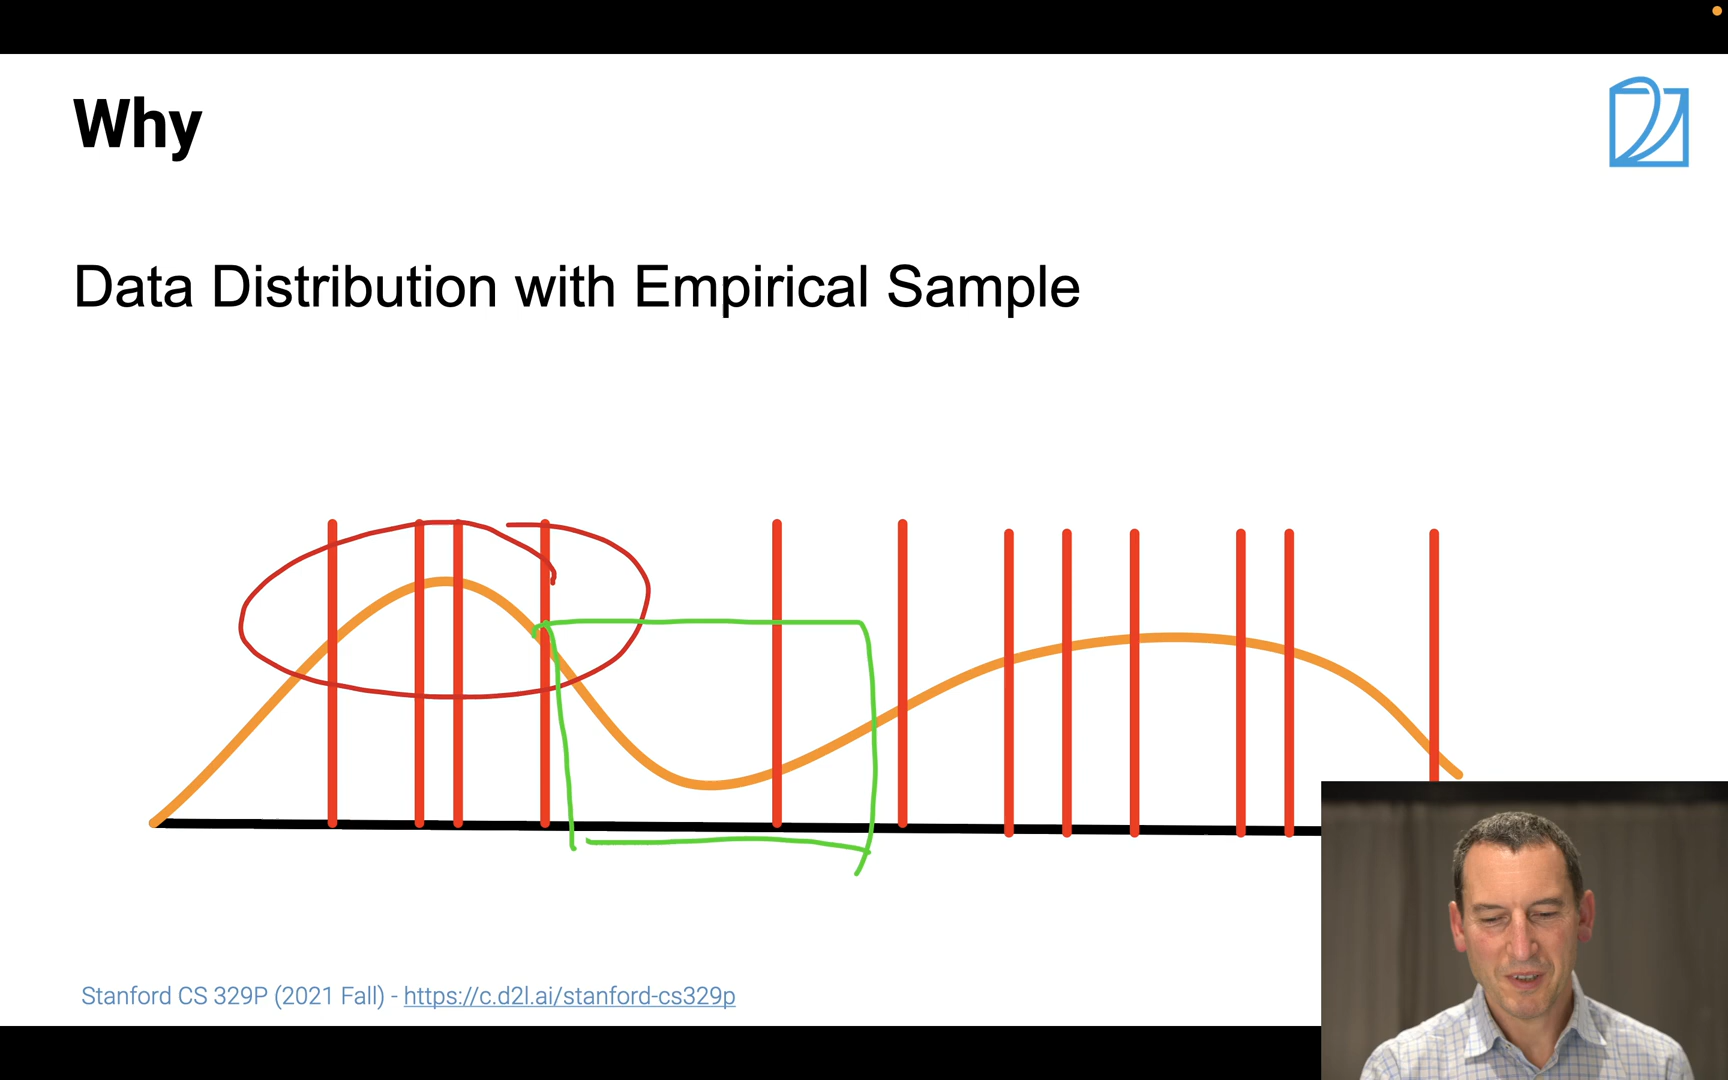 Why
Data Distribution with Empirical Sample
Stanford CS 329P (2021 Fall) - https://c.d2l.ai/stanford-cs329p